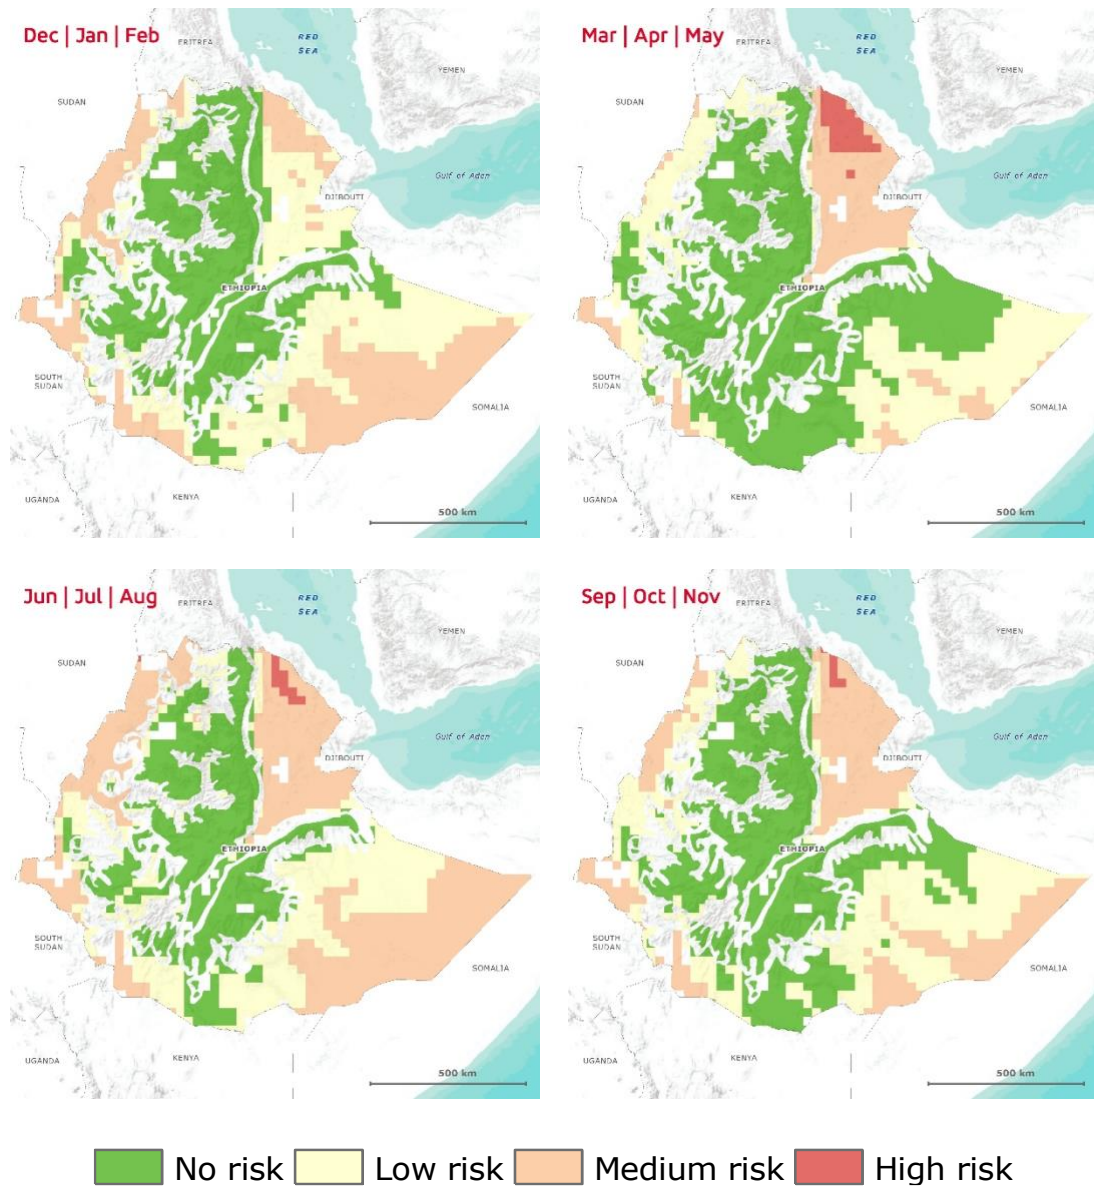 Dec | Jan | Feb
ERITREA
RED
SEA
YEMEN
SUDAN
Gulf of Aden
DJIBOUTI
ETHIOPIA
SOUTH
SUDAN
SOMALIA
UGANDA
KENYA
500 km
Mar | Apr | May
ERITREA
RED
SEA
YEMEN
SUDAN
Gulf of Aden
DJIBOUTI
ETHIOPIA
SOUTH
SUDAN
SOMALIA
UGANDA
KENYA
500 km
Jun | Jul | Aug
ERITREA
RED
SEA
YEMEN
SUDAN
Gulf of Aden
DJIBOUTI
ETHIOPIA
SOUTH
SUDAN
SOMALIA
UGANDA
KENYA
500 km
Sep | Oct | Nov
ERITREA
RED
SEA
YEMEN
SUDAN
Gulf of Aden
DJIBOUTI
ETHIOPIA
SOUTH
SUDAN
SOMALIA
UGANDA
KENYA
500 km
No risk Low risk Medium risk High risk